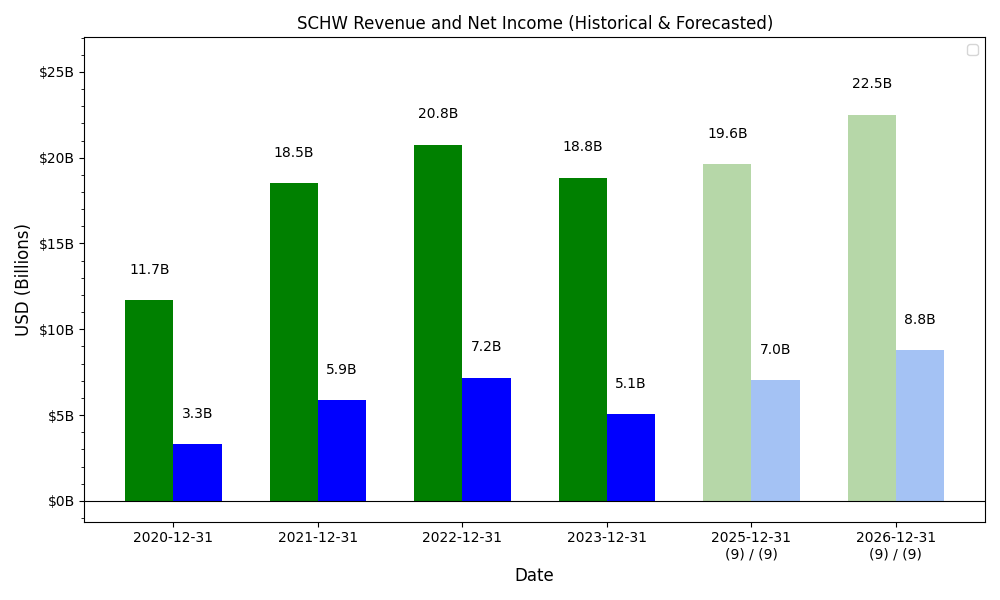 SCHW Revenue and Net Income (Historical & Forecasted)
USD (Billions)
$25B
$20B
$15B
$10B
$5B
$0B
11.7B
3.3B
18.5B
5.9B
20.8B
7.2B
18.8B
5.1B
19.6B
7.0B
22.5B
8.8B
2020-12-31
2021-12-31
2022-12-31
2023-12-31
2025-12-31
(9) / (9)
2026-12-31
(9) / (9)
Date